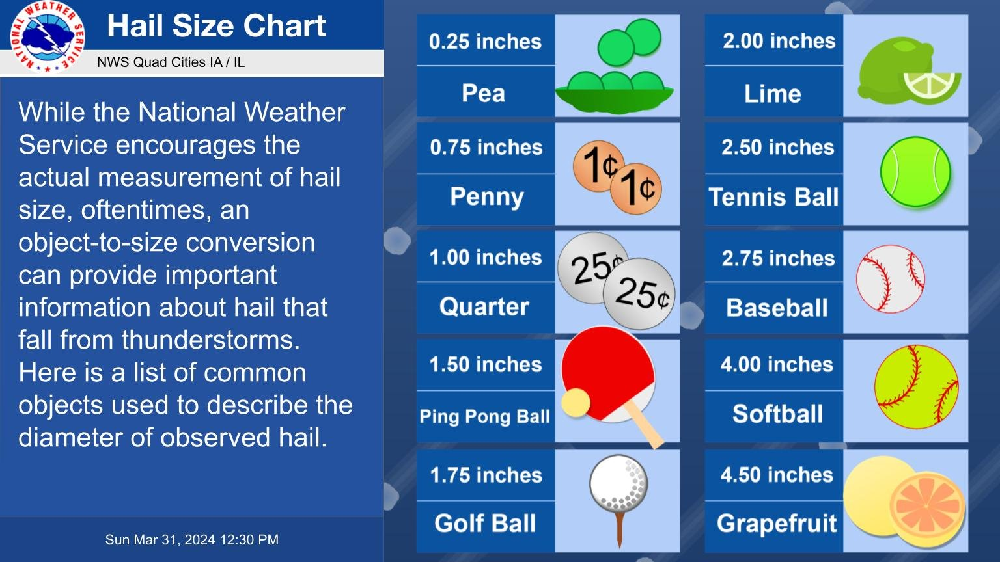 NATIONAL WEATHER SERVICE
Hail Size Chart
NWS Quad Cities IA / IL
While the National Weather
Service encourages the
actual measurement of hail
size, oftentimes, an
object-to-size conversion
can provide important
information about hail that
fall from thunderstorms.
Here is a list of common
objects used to describe the
diameter of observed hail.
Sun Mar 31, 2024 12:30 PM
0.25 inches
Pea
0.75 inches
Penny
1¢
1¢
1.00 inches
Quarter
25¢
25¢
1.50 inches
Ping Pong Ball
1.75 inches
Golf Ball
2.00 inches
Lime
2.50 inches
Tennis Ball
2.75 inches
Baseball
4.00 inches
Softball
4.50 inches
Grapefruit